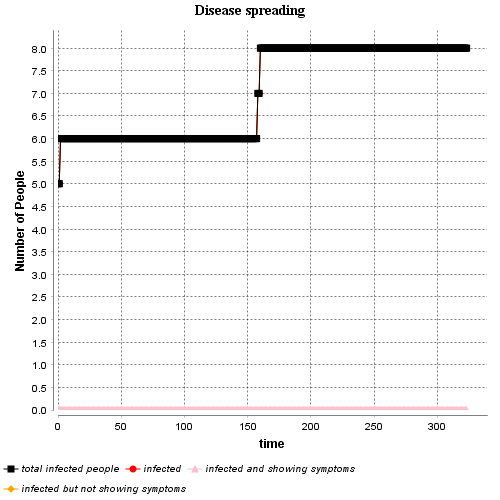 Disease spreading
8.0
7.5
7.0
6.5
6.0
5.5
5.0
4.5
4.0
3.5
3.0
2.5
2.0
1.5
1.0
0.5
0.0
Number of People
0 50 100 150 200 250 300
time
total infected people infected infected and showing symptoms
infected but not showing symptoms